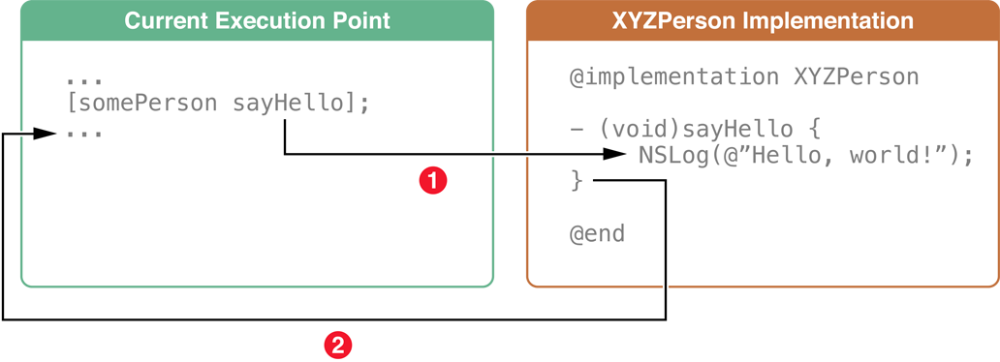 Current Execution Point
...
[somePerson sayHello];
...
XYZPerson Implementation
@implementation XYZPerson
– (void)sayHello {
NSLog(@”Hello, world!”);
}
@end
1
2